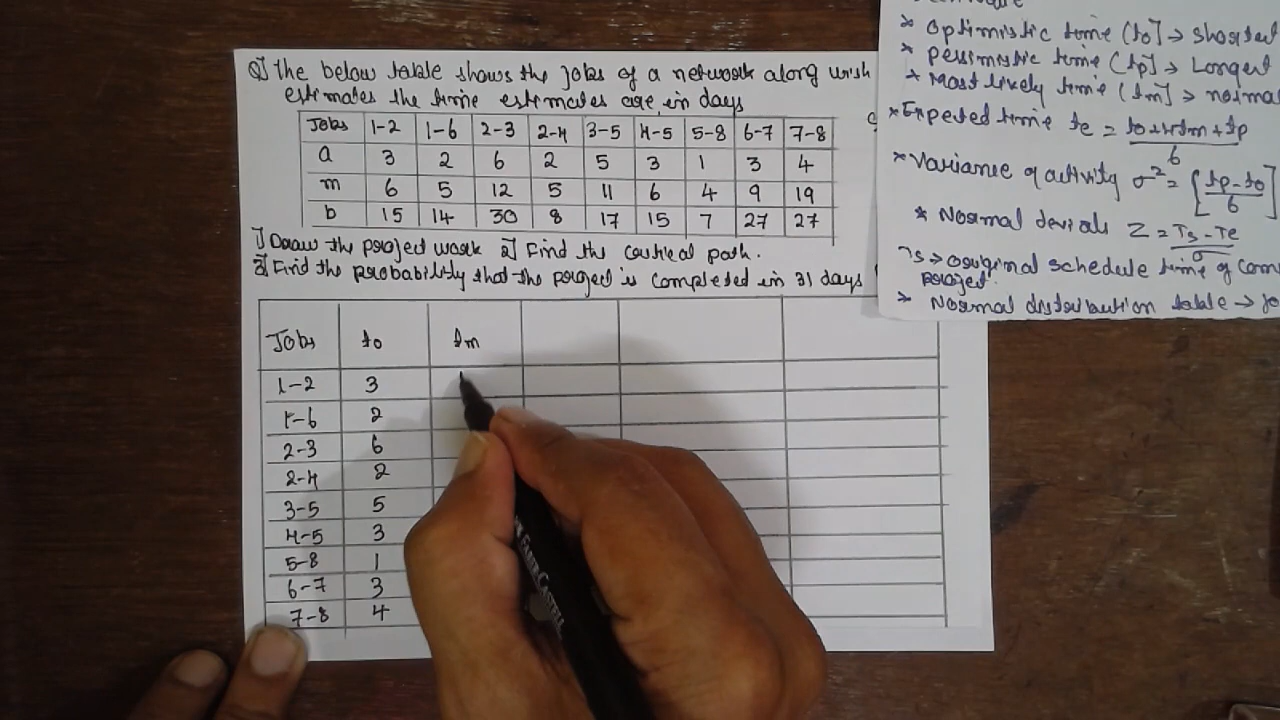 Q] The below table shows the jobs of a network along with
estimates the time estimates are in days
Jobs 1-2 1-6 2-3 2-4 3-5 4-5 5-8 6-7 7-8
a 3 2 6 2 5 3 1 3 4
m 6 5 12 5 11 6 4 9 19
b 15 14 30 8 17 15 7 27 27
1] Draw the project work 2] Find the critical path.
3] Find the probability that the project is completed in 31 days
Jobs to tm
1-2 3
1-6 2
2-3 6
2-4 2
3-5 5
4-5 3
5-8 1
6-7 3
7-8 4
* Optimistic time (to) → shortest
* pessimistic time (tp) → Longest
* Most likely time (tm) → normal
* Expected time te = to+4tm+tp / 6
* Variance of activity σ² = [tp-to / 6]
* Normal deviats Z = Ts-Te / σ
Ts → original schedule time of com
project.
* Normal distribution table → to
FABER CASTELL